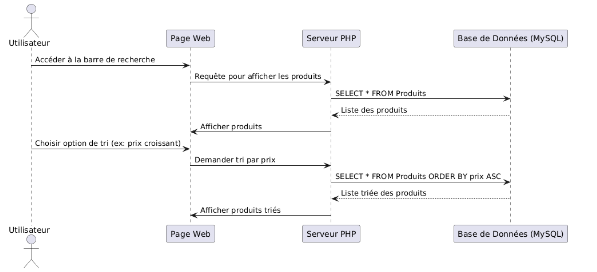 Utilisateur
Page Web
Serveur PHP
Base de Données (MySQL)
Accéder à la barre de recherche
Requête pour afficher les produits
SELECT * FROM Produits
Liste des produits
Afficher produits
Choisir option de tri (ex: prix croissant)
Demander tri par prix
SELECT * FROM Produits ORDER BY prix ASC
Liste triée des produits
Afficher produits triés
Utilisateur
Page Web
Serveur PHP
Base de Données (MySQL)